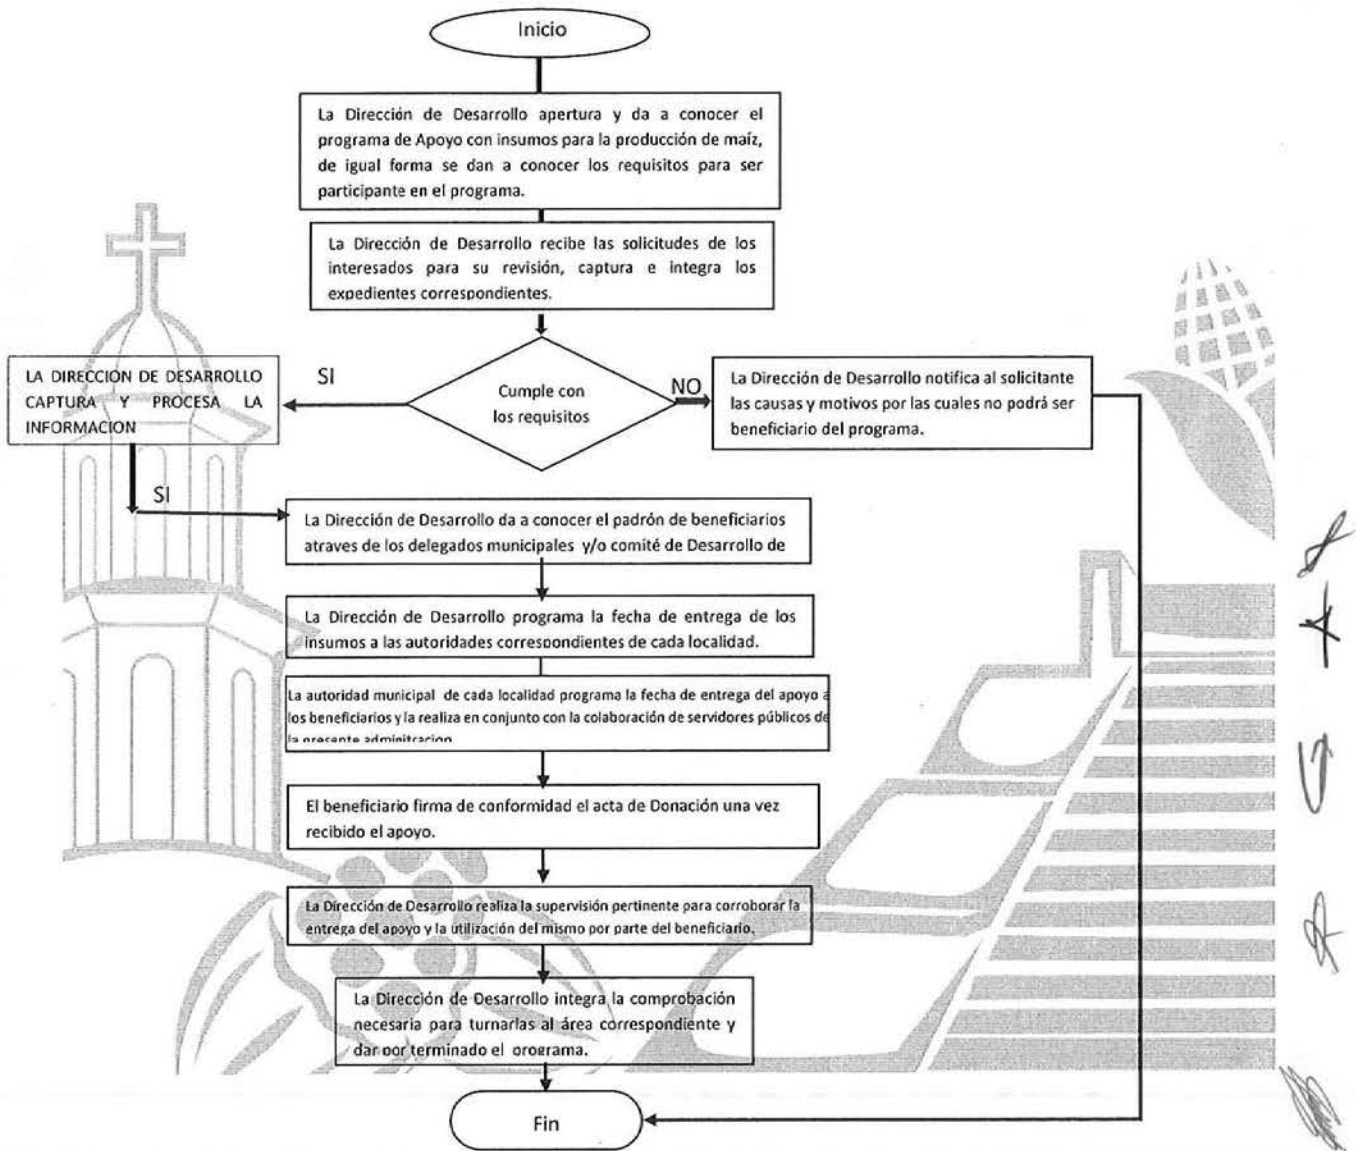 Inicio
La Dirección de Desarrollo apertura y da a conocer el
programa de Apoyo con insumos para la producción de maíz,
de igual forma se dan a conocer los requisitos para ser
participante en el programa.
La Dirección de Desarrollo recibe las solicitudes de los
interesados para su revisión, captura e integra los
expedientes correspondientes.
LA DIRECCION DE DESARROLLO
CAPTURA Y PROCESA LA
INFORMACION
SI
Cumple con
los requisitos
NO
La Dirección de Desarrollo notifica al solicitante
las causas y motivos por las cuales no podrá ser
beneficiario del programa.
SI
La Dirección de Desarrollo da a conocer el padrón de beneficiarios
atraves de los delegados municipales y/o comité de Desarrollo de
La Dirección de Desarrollo programa la fecha de entrega de los
insumos a las autoridades correspondientes de cada localidad.
La autoridad municipal de cada localidad programa la fecha de entrega del apoyo a
los beneficiarios y la realiza en conjunto con la colaboración de servidores públicos de
la presente adminitracion
El beneficiario firma de conformidad el acta de Donación una vez
recibido el apoyo.
La Dirección de Desarrollo realiza la supervisión pertinente para corroborar la
entrega del apoyo y la utilización del mismo por parte del beneficiario.
La Dirección de Desarrollo integra la comprobación
necesaria para turnarlas al área correspondiente y
dar por terminado el programa.
Fin